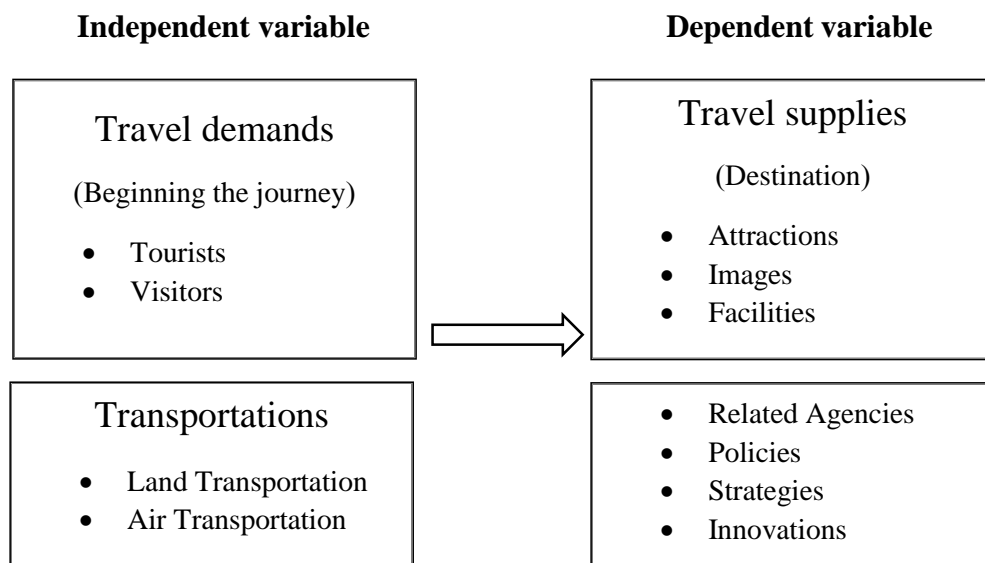 Independent variable
Dependent variable
Travel demands
(Beginning the journey)
• Tourists
• Visitors
Travel supplies
(Destination)
• Attractions
• Images
• Facilities
Transportations
• Land Transportation
• Air Transportation
• Related Agencies
• Policies
• Strategies
• Innovations